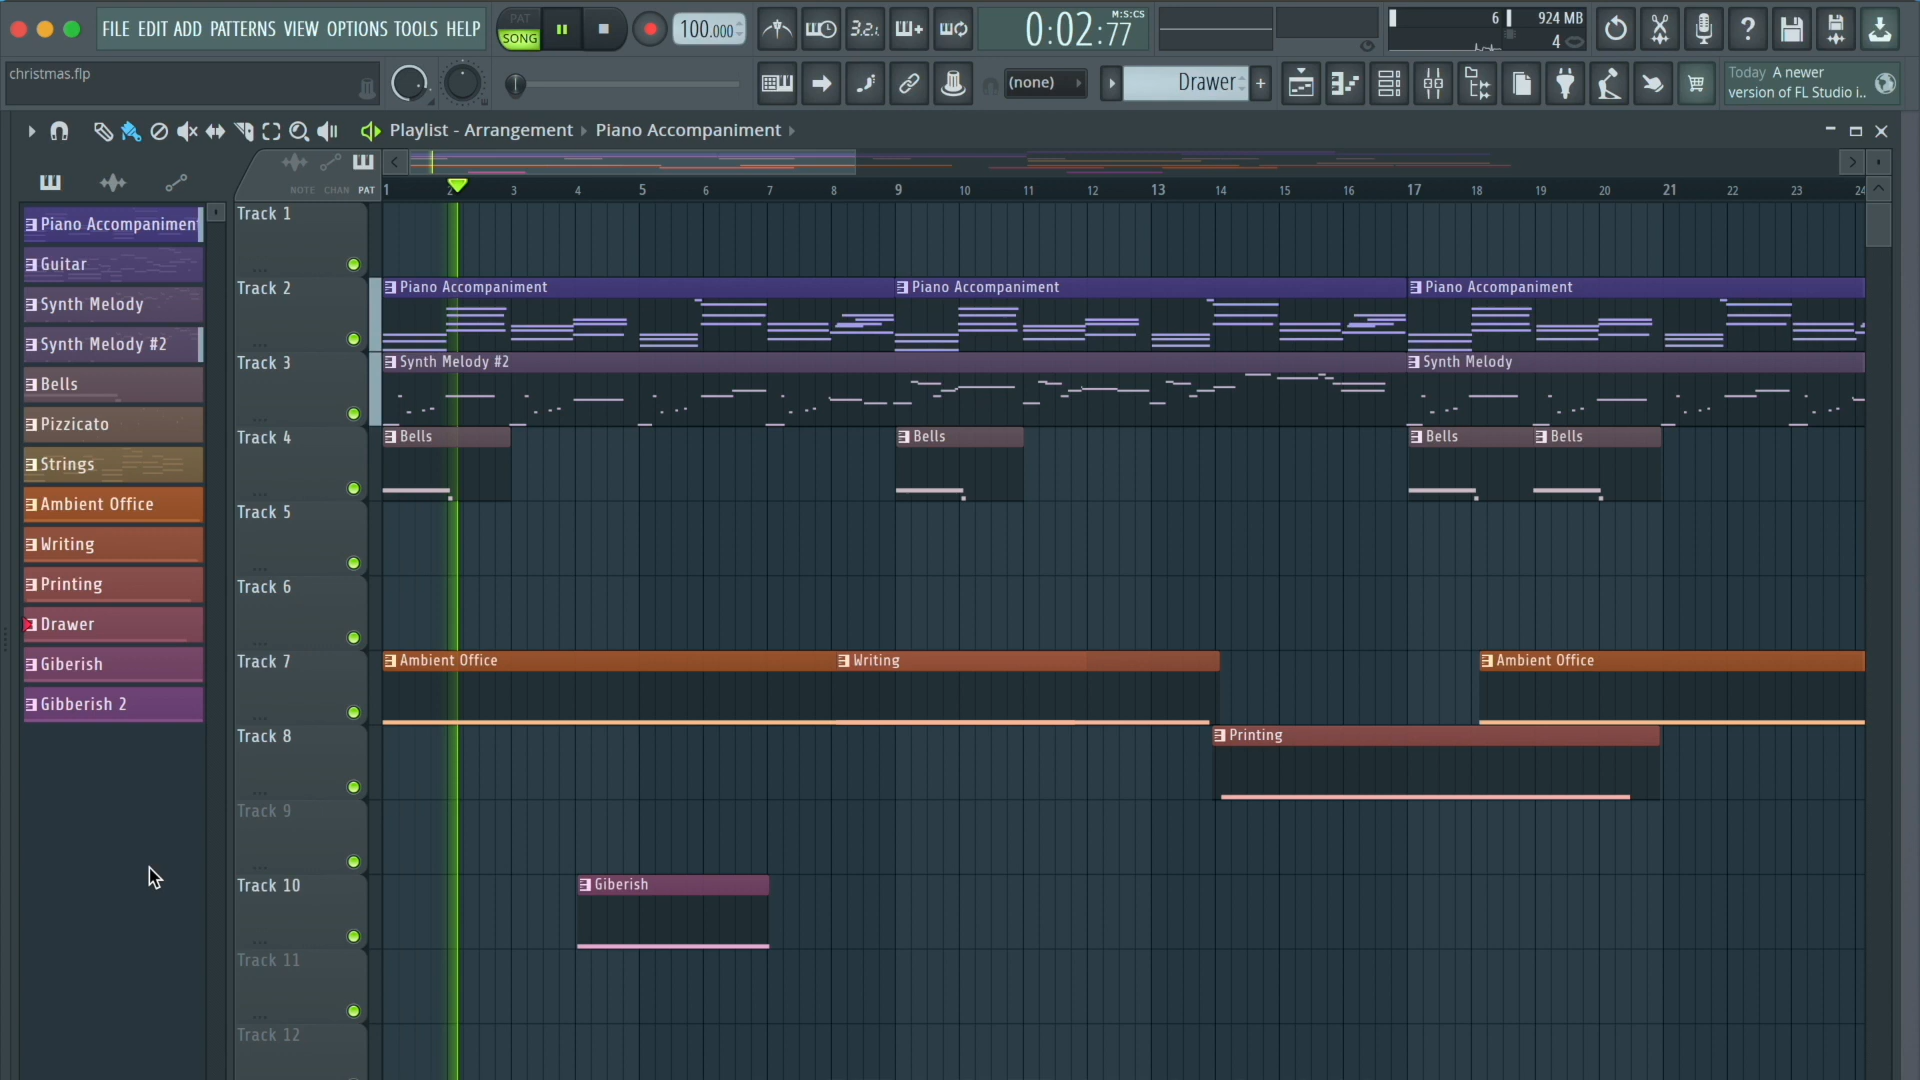 FILE EDIT ADD PATTERNS VIEW OPTIONS TOOLS HELP
PAT
SONG
100.000
3.2.
0:02:77
M:S:CS
6
924 MB
4
christmas.flp
(none)
Drawer
+
Today A newer
version of FL Studio i..
Playlist - Arrangement
Piano Accompaniment
NOTE CHAN PAT
1 2 3 4 5 6 7 8 9 10 11 12 13 14 15 16 17 18 19 20 21 22 23 24
Piano Accompaniment
Guitar
Synth Melody
Synth Melody #2
Bells
Pizzicato
Strings
Ambient Office
Writing
Printing
Drawer
Giberish
Gibberish 2
Track 1
Track 2
Piano Accompaniment
Piano Accompaniment
Piano Accompaniment
Track 3
Synth Melody #2
Synth Melody
Track 4
Bells
Bells
Bells
Bells
Track 5
Track 6
Track 7
Ambient Office
Writing
Ambient Office
Track 8
Printing
Track 9
Track 10
Giberish
Track 11
Track 12